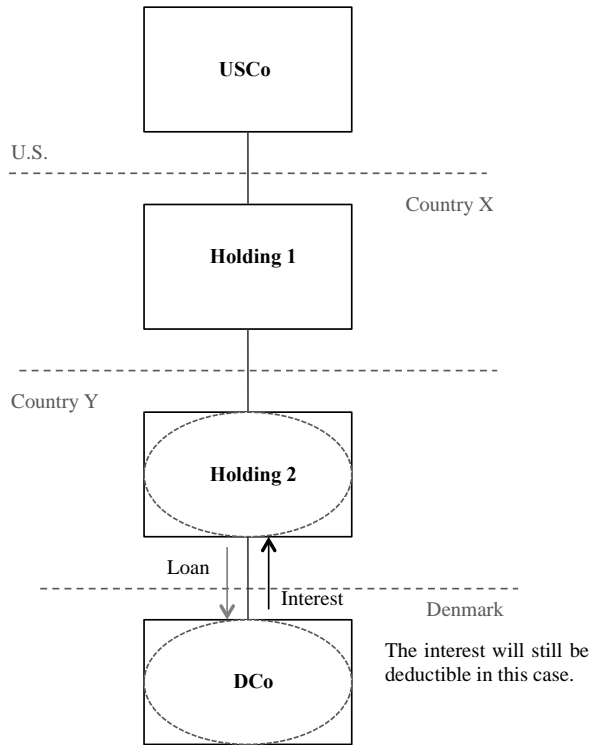 USCo
U.S.
Country X
Holding 1
Country Y
Holding 2
Loan
Interest
Denmark
The interest will still be
deductible in this case.
DCo